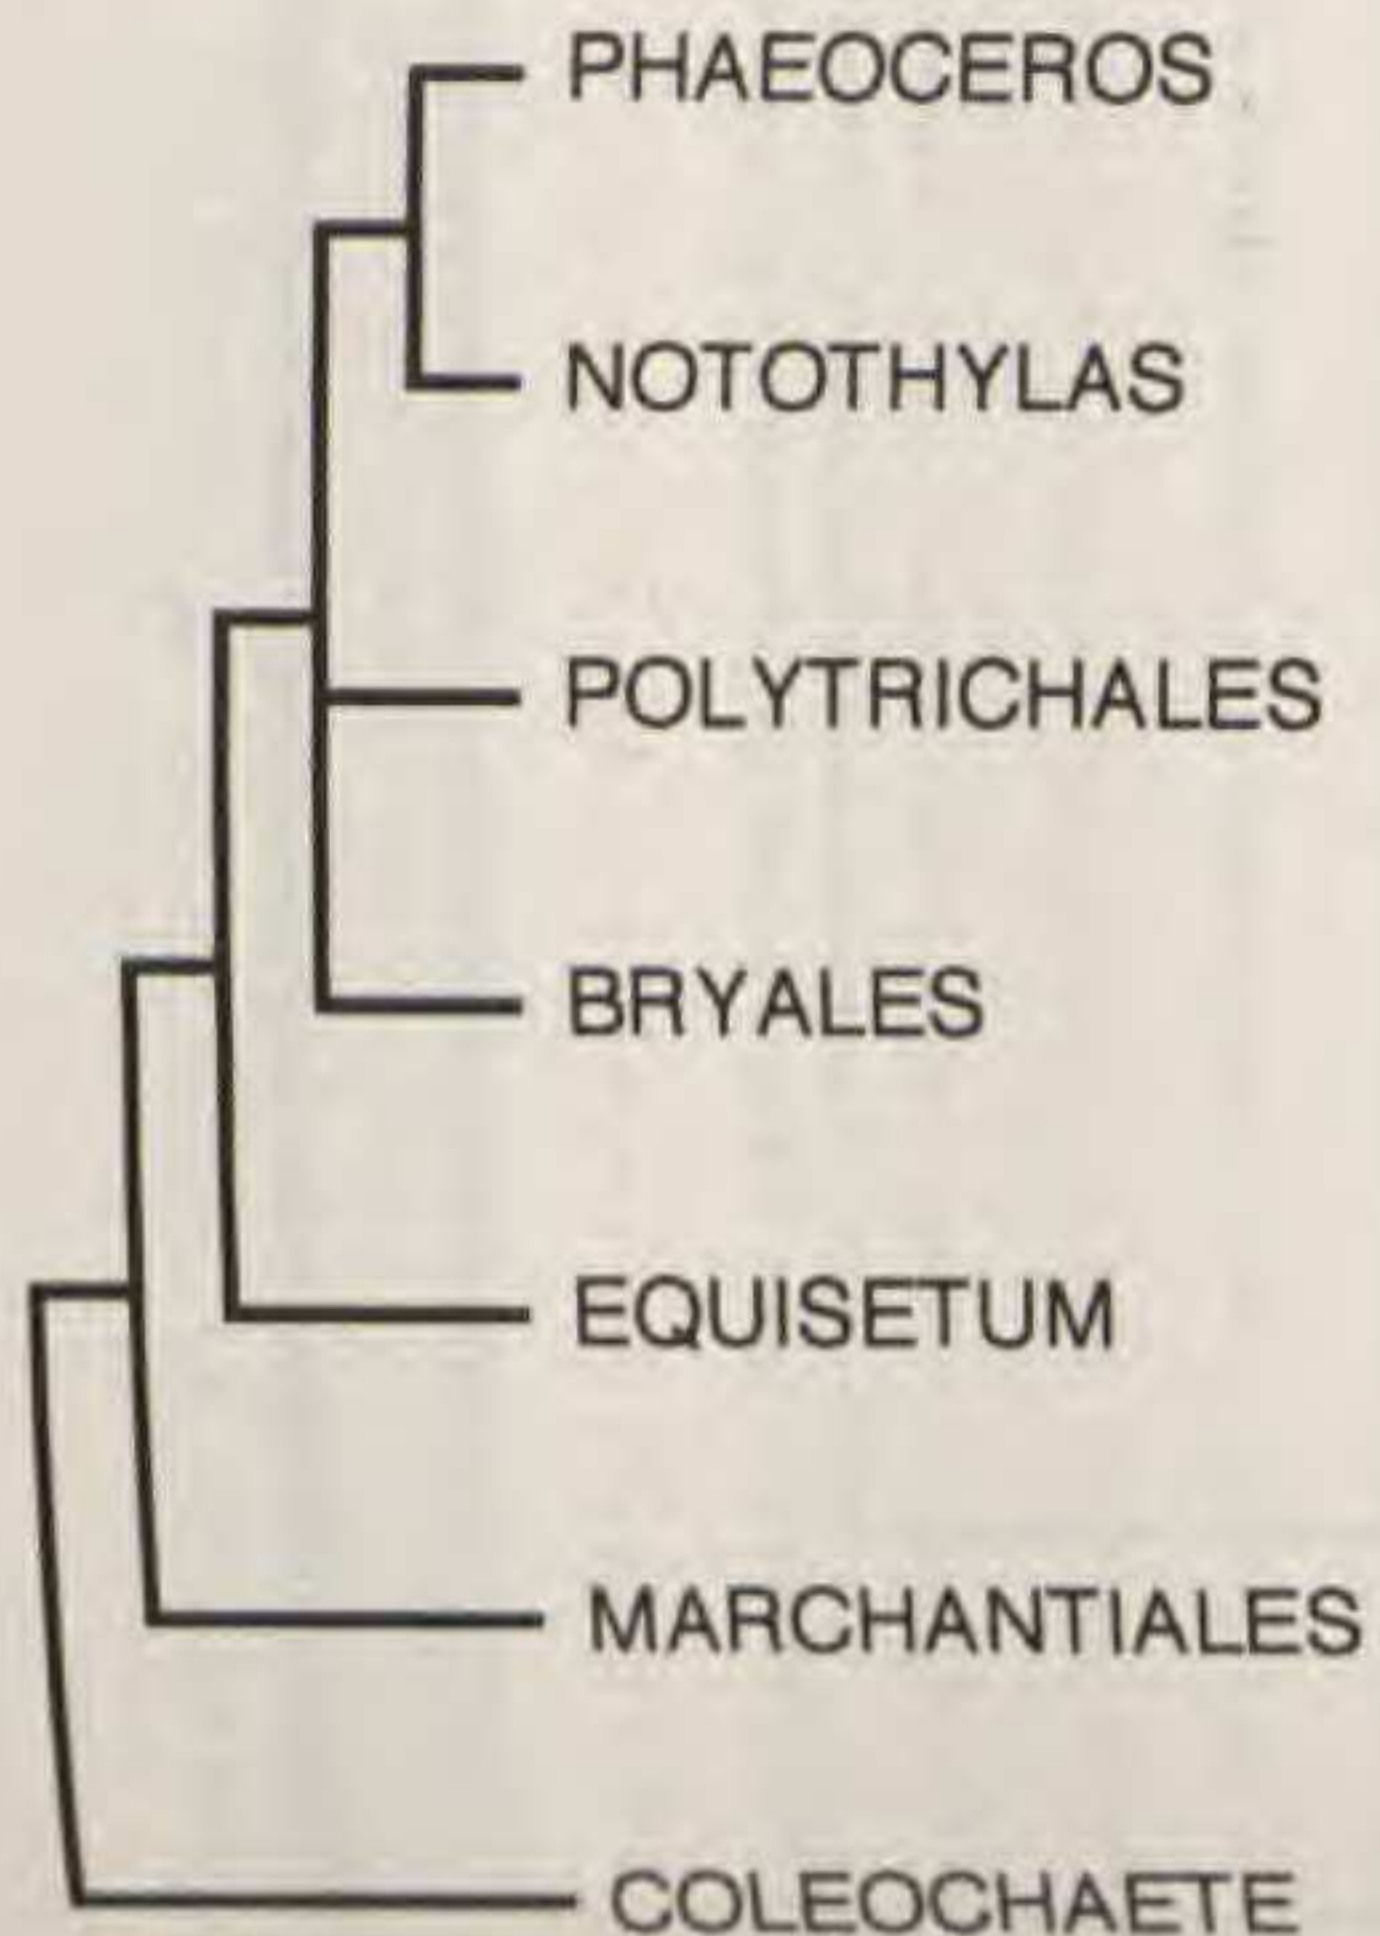 PHAEOCEROS
NOTOTHYLAS
POLYTRICHALES
BRYALES
EQUISETUM
MARCHANTIALES
COLEOCHAETE